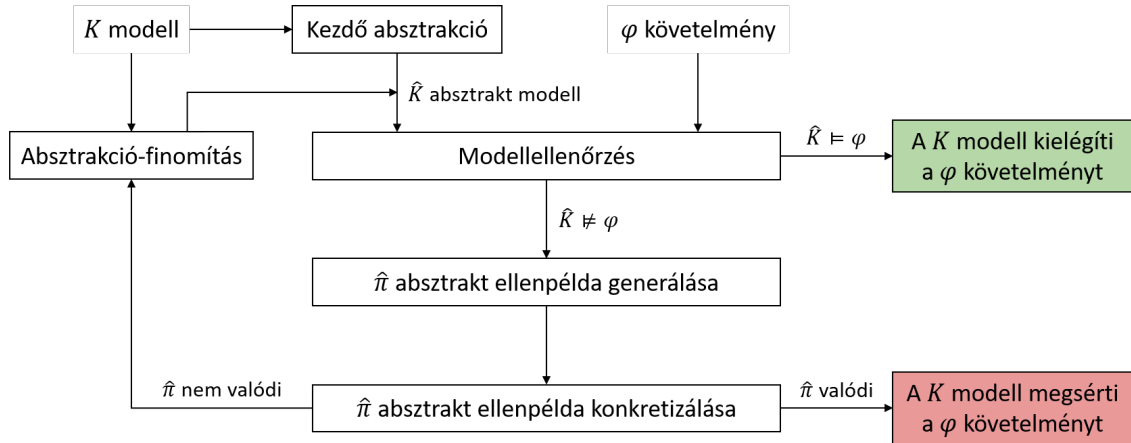 K modell
Kezdő absztrakció
φ követelmény
K̂ absztrakt modell
Absztrakció-finomítás
Modellellenőrzés
K̂ ⊨ φ
A K modell kielégíti
a φ követelményt
K̂ ⊭ φ
π̂ absztrakt ellenpélda generálása
π̂ nem valódi
π̂ absztrakt ellenpélda konkretizálása
π̂ valódi
A K modell megsérti
a φ követelményt